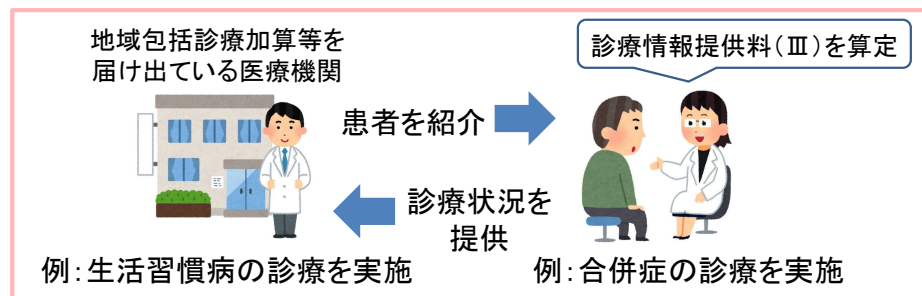 地域包括診療加算等を
届け出ている医療機関
診療情報提供料(Ⅲ)を算定
患者を紹介
診療状況を
提供
例:生活習慣病の診療を実施
例:合併症の診療を実施